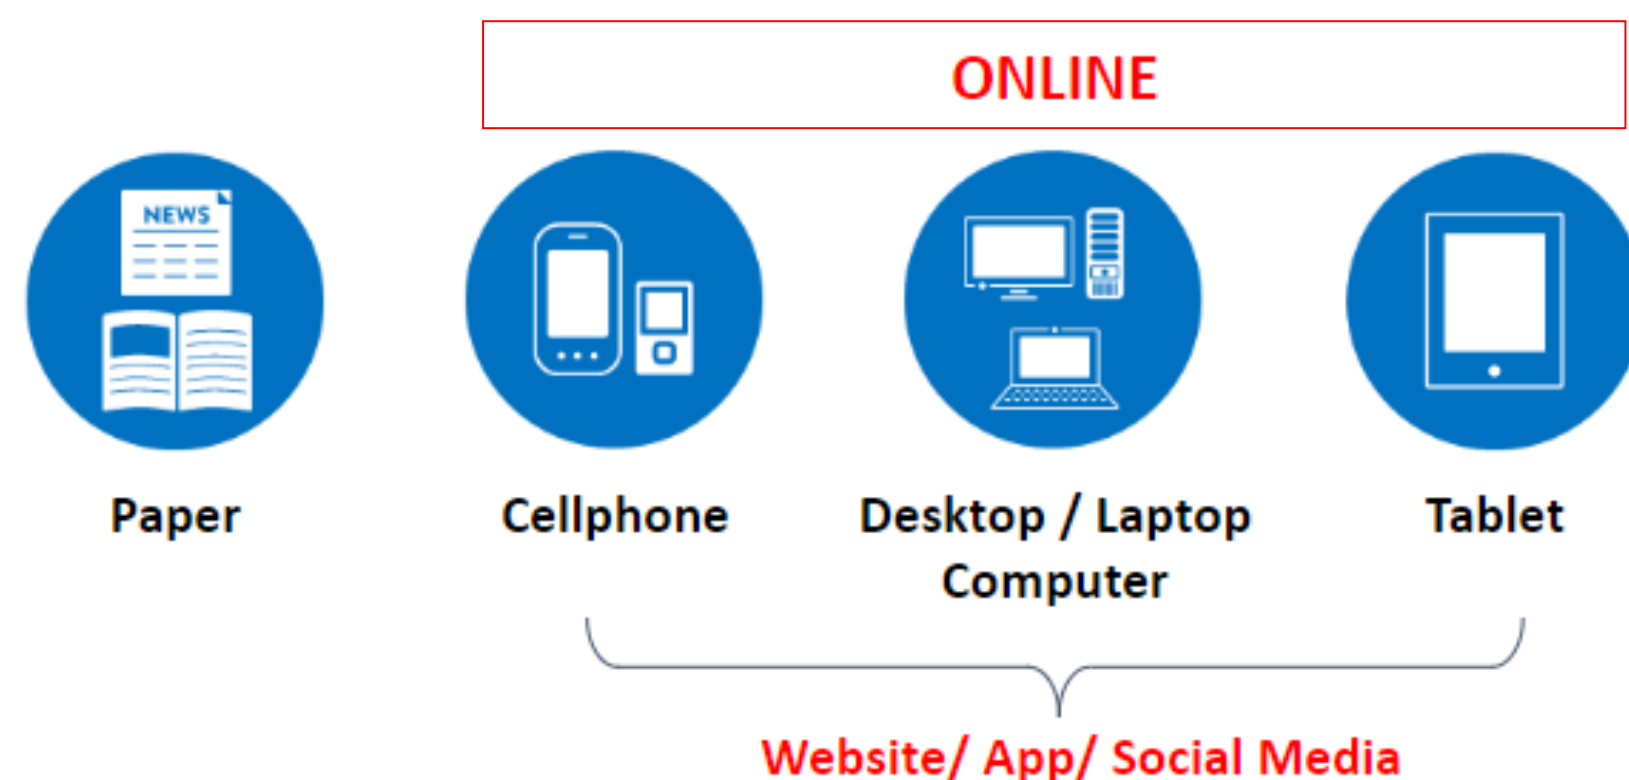 ONLINE
NEWS
Paper
Cellphone
Desktop / Laptop
Computer
Tablet
Website/ App/ Social Media